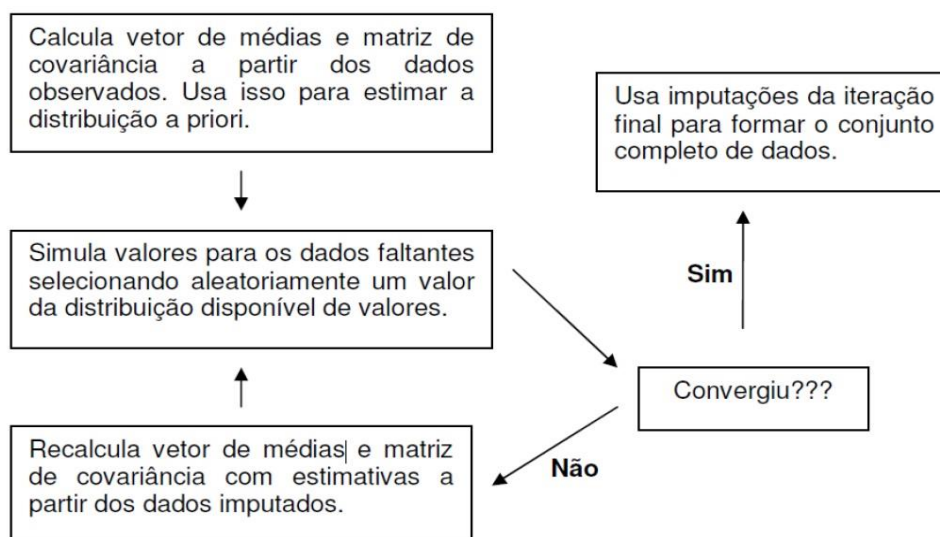 Calcula vetor de médias e matriz de
covariância a partir dos dados
observados. Usa isso para estimar a
distribuição a priori.
Usa imputações da iteração
final para formar o conjunto
completo de dados.
Simula valores para os dados faltantes
selecionando aleatoriamente um valor
da distribuição disponível de valores.
Sim
Convergiu???
Não
Recalcula vetor de médias e matriz
de covariância com estimativas a
partir dos dados imputados.